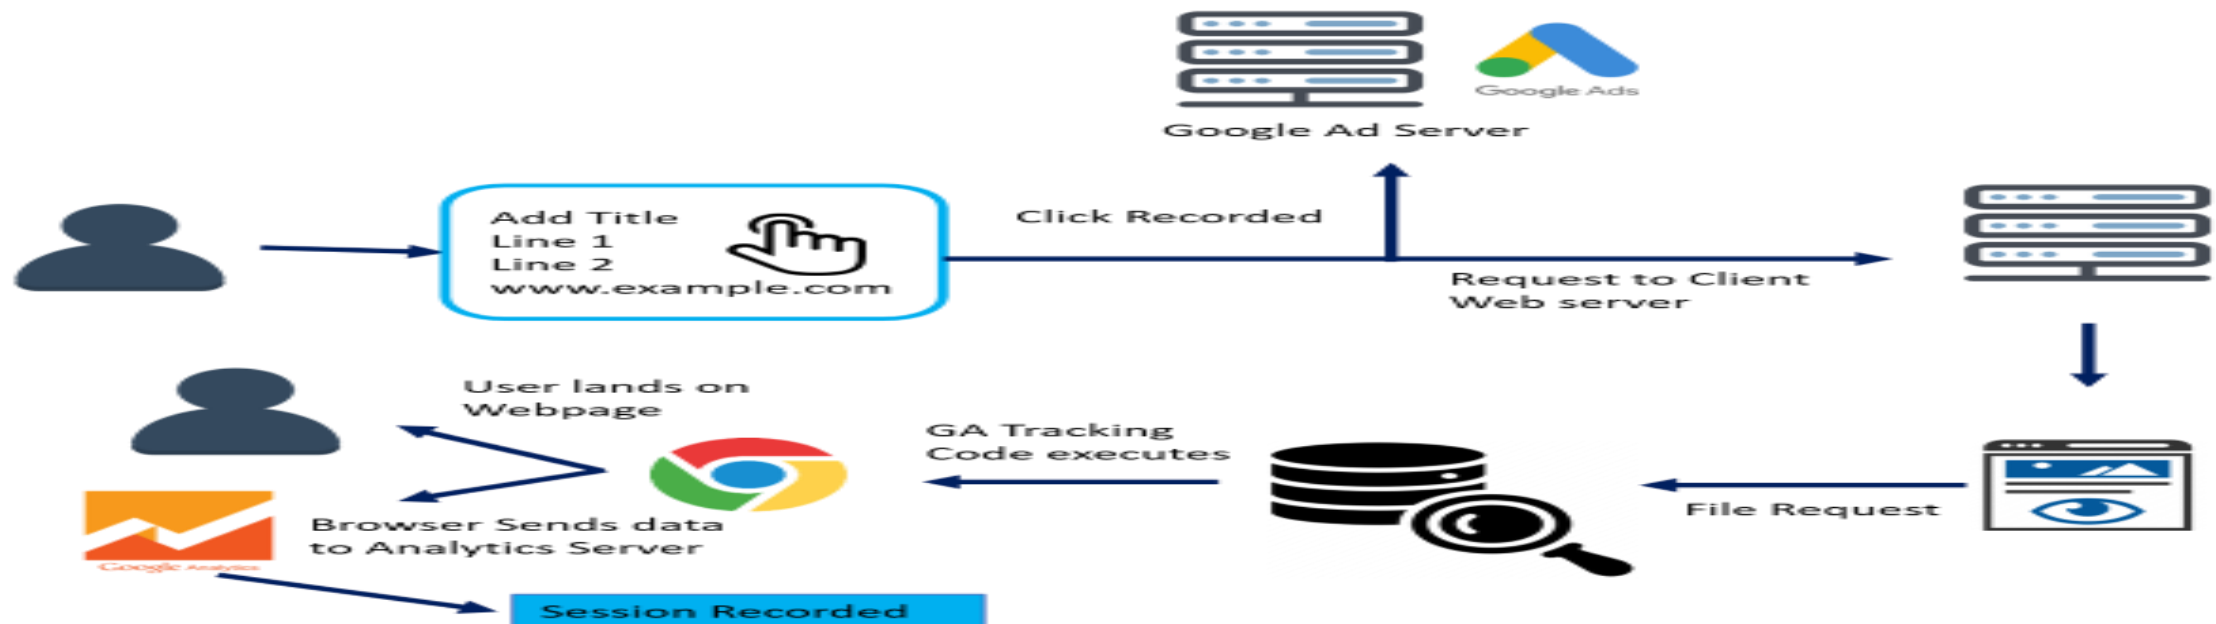 Google Ads
Google Ad Server
Add Title
Line 1
Line 2
www.example.com
Click Recorded
Request to Client
Web server
User lands on
Webpage
GA Tracking
Code executes
File Request
Browser Sends data
to Analytics Server
Google Analytics
Session Recorded